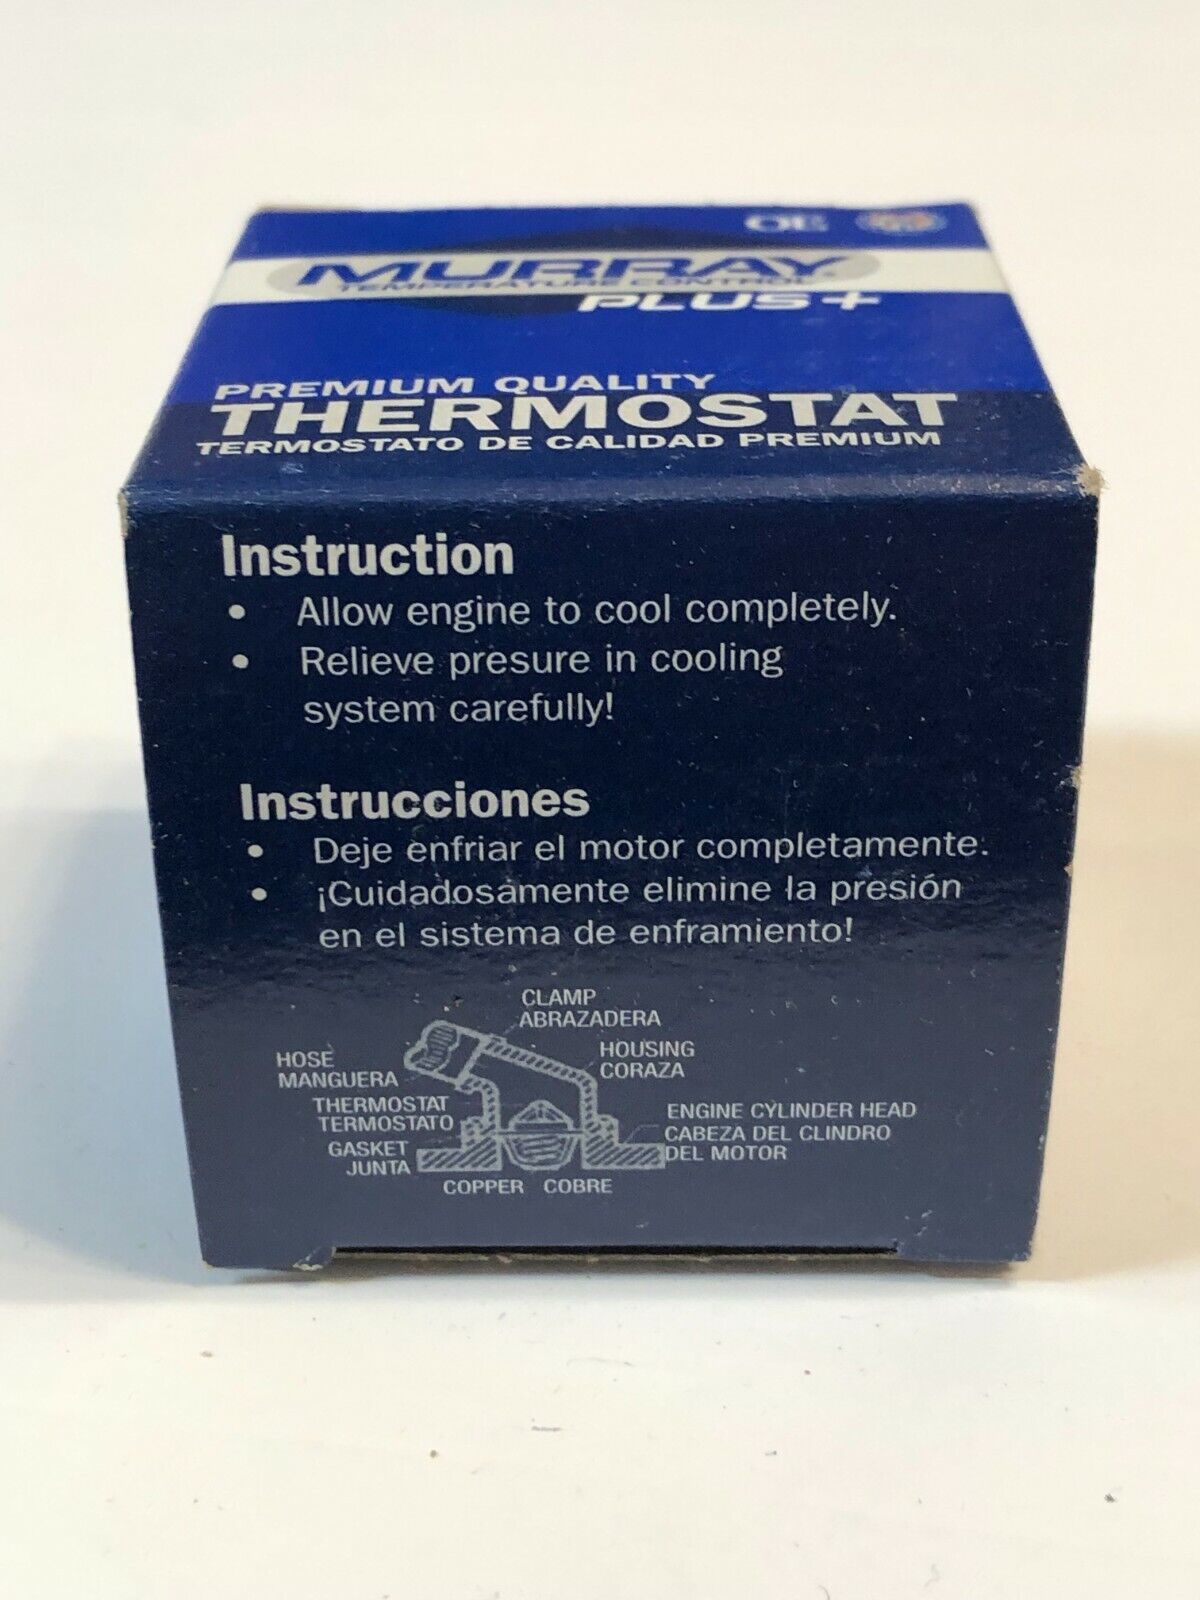 OE
MURRAY
TEMPERATURE CONTROL
PLUS+
PREMIUM QUALITY
THERMOSTAT
TERMOSTATO DE CALIDAD PREMIUM
Instruction
• Allow engine to cool completely.
• Relieve presure in cooling
system carefully!
Instrucciones
• Deje enfriar el motor completamente.
• ¡Cuidadosamente elimine la presión
en el sistema de enframiento!
CLAMP
ABRAZADERA
HOUSING
CORAZA
HOSE
MANGUERA
THERMOSTAT
TERMOSTATO
GASKET
JUNTA
ENGINE CYLINDER HEAD
CABEZA DEL CLINDRO
DEL MOTOR
COPPER COBRE